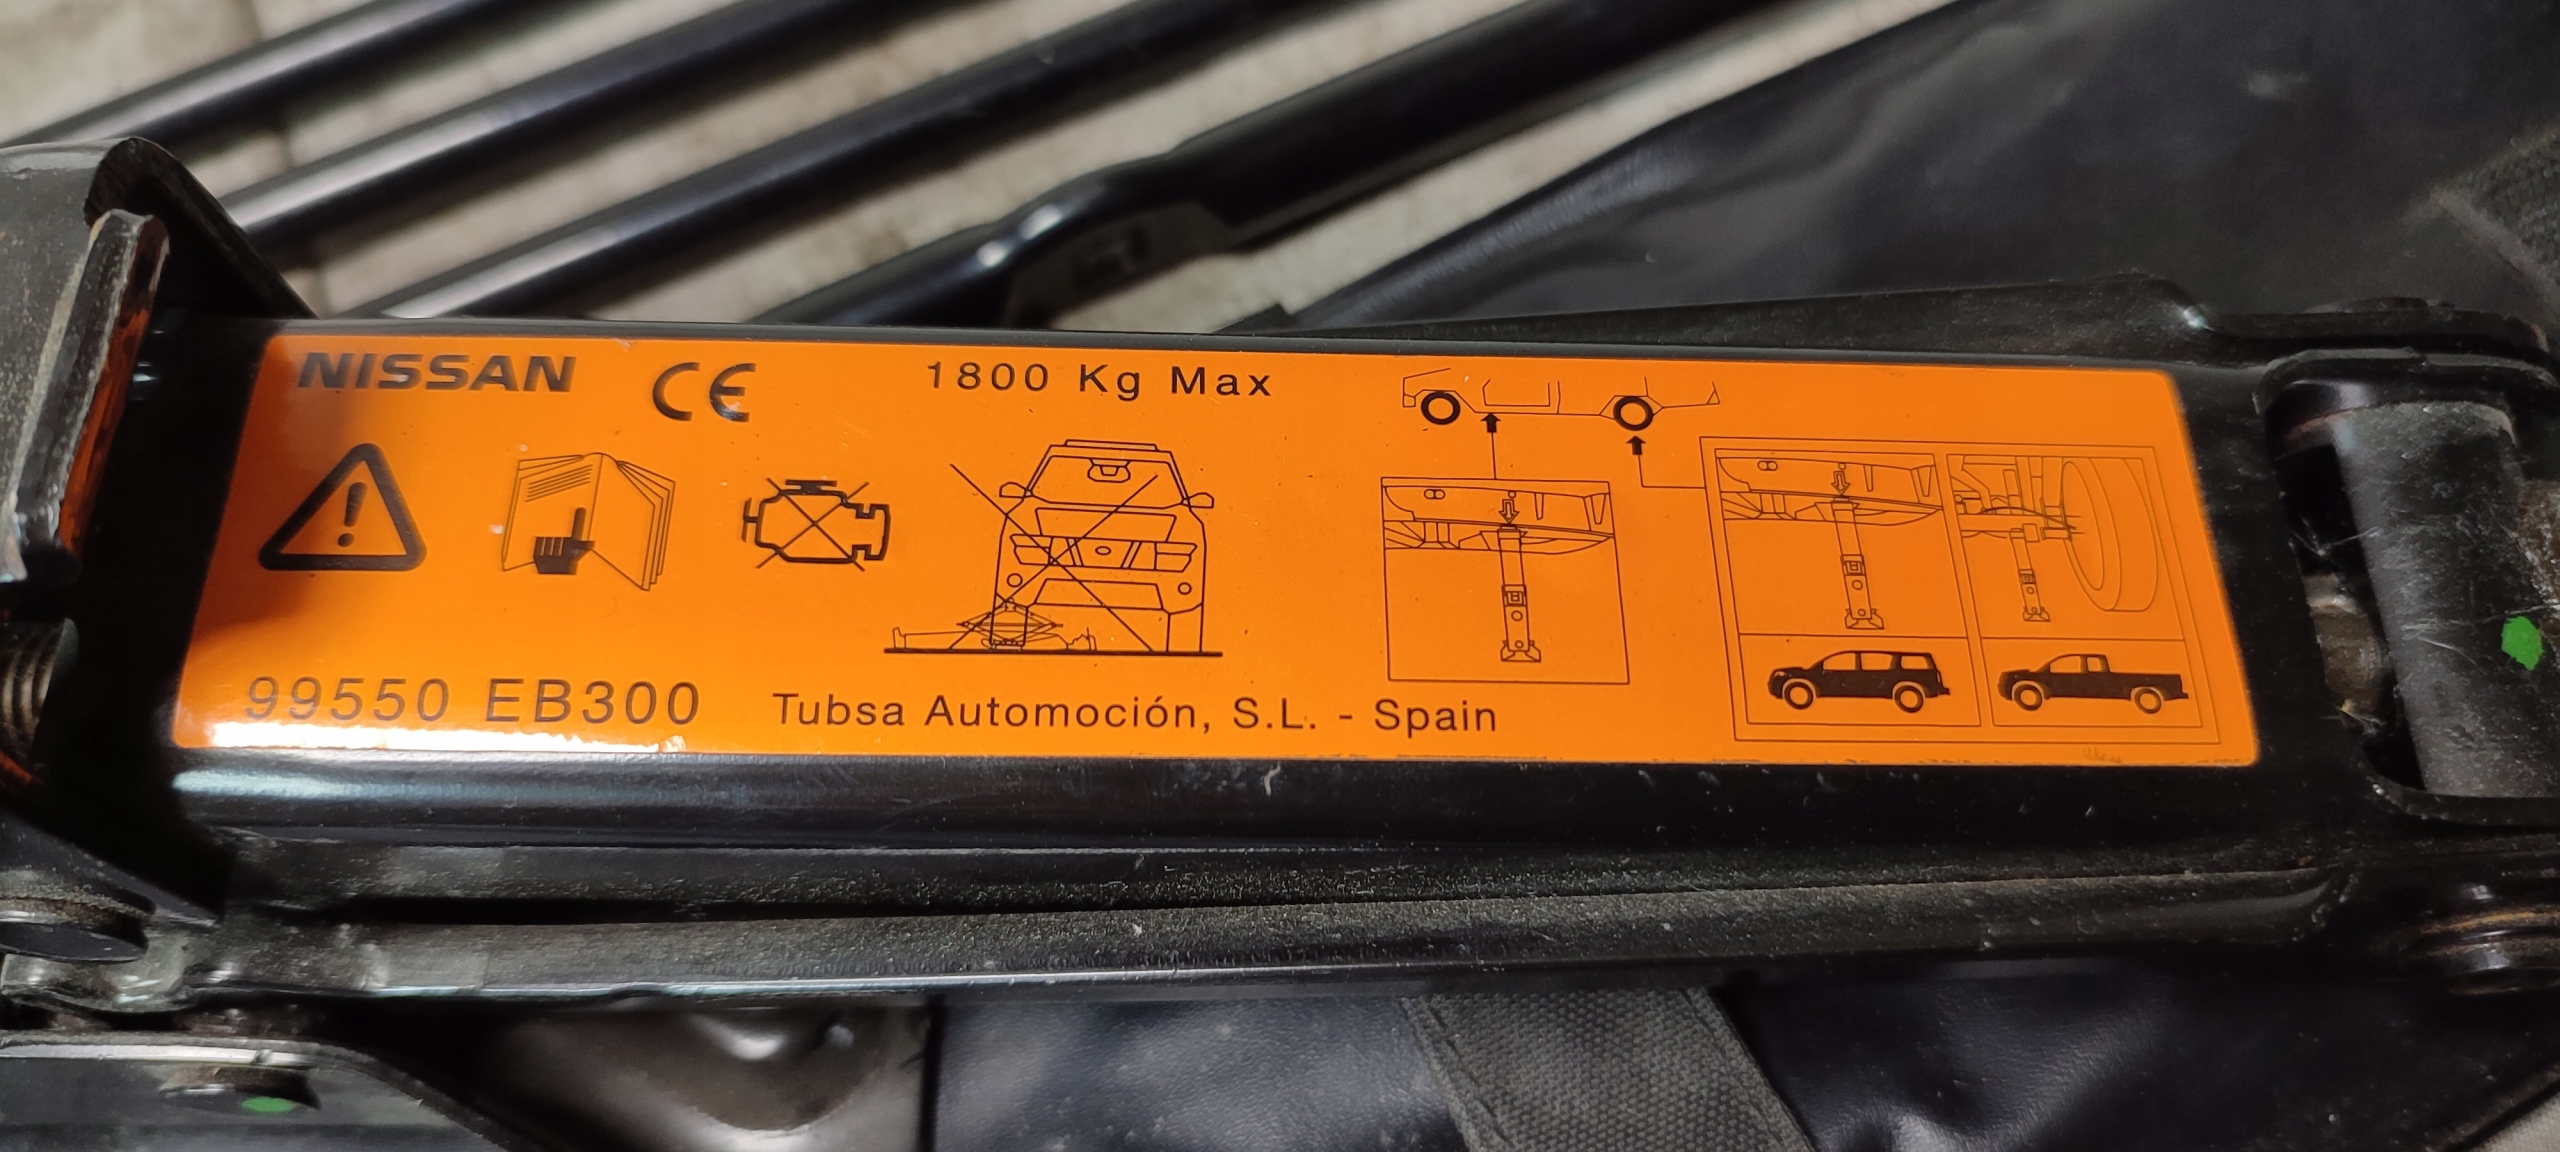 NISSAN CE 1800 Kg Max
99550 EB300 Tubsa Automoción, S.L. - Spain